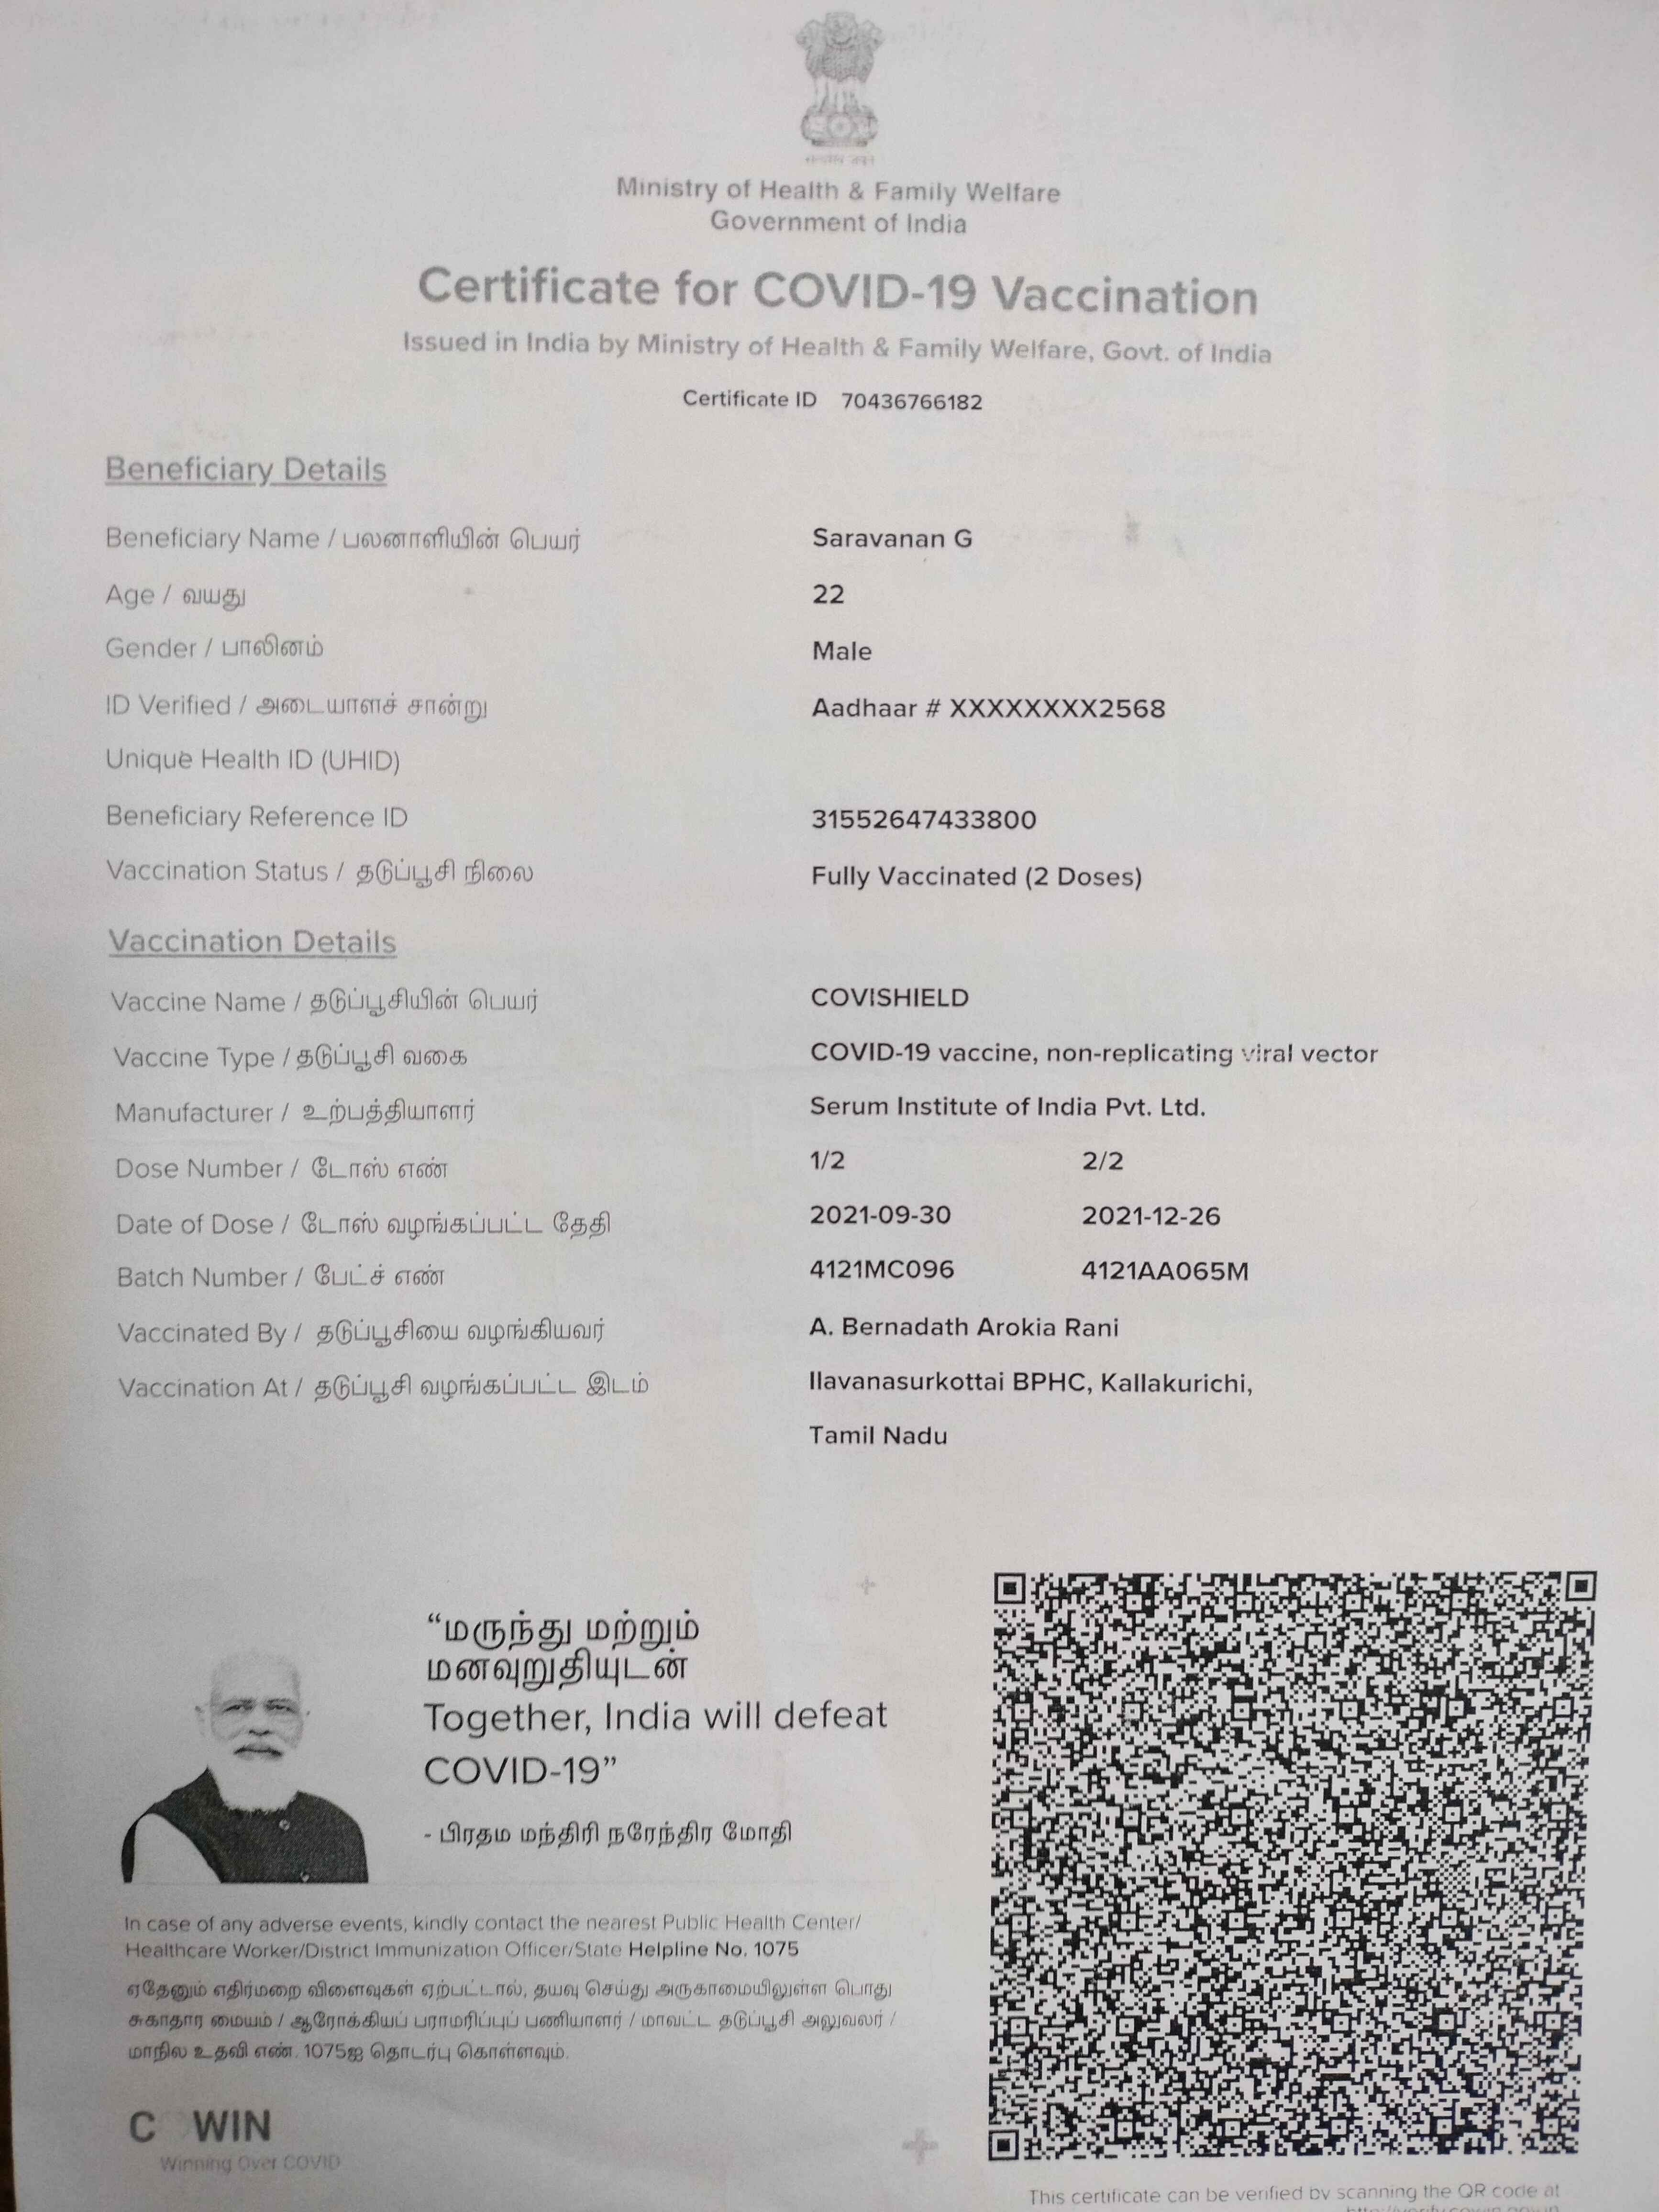 Ministry of Health & Family Welfare
Government of India
Certificate for COVID-19 Vaccination
Issued in India by Ministry of Health & Family Welfare, Govt. of India
Certificate ID 70436766182
Beneficiary Details
Beneficiary Name / பலனாளியின் பெயர் Saravanan G
Age / வயது 22
Gender / பாலினம் Male
ID Verified / அடையாளச் சான்று Aadhaar # XXXXXXXX2568
Unique Health ID (UHID)
Beneficiary Reference ID 31552647433800
Vaccination Status / தடுப்பூசி நிலை Fully Vaccinated (2 Doses)
Vaccination Details
Vaccine Name / தடுப்பூசியின் பெயர் COVISHIELD
Vaccine Type / தடுப்பூசி வகை COVID-19 vaccine, non-replicating viral vector
Manufacturer / உற்பத்தியாளர் Serum Institute of India Pvt. Ltd.
Dose Number / டோஸ் எண் 1/2 2/2
Date of Dose / டோஸ் வழங்கப்பட்ட தேதி 2021-09-30 2021-12-26
Batch Number / பேட்ச் எண் 4121MC096 4121AA065M
Vaccinated By / தடுப்பூசியை வழங்கியவர் A. Bernadath Arokia Rani
Vaccination At / தடுப்பூசி வழங்கப்பட்ட இடம் Ilavanasurkottai BPHC, Kallakurichi,
Tamil Nadu
“மருந்து மற்றும்
மனவுறுதியுடன்
Together, India will defeat
COVID-19”
- பிரதம மந்திரி நரேந்திர மோதி
In case of any adverse events, kindly contact the nearest Public Health Center/
Healthcare Worker/District Immunization Officer/State Helpline No. 1075
ஏதேனும் எதிர்மறை விளைவுகள் ஏற்பட்டால், தயவு செய்து அருகாமையிலுள்ள பொது
சுகாதார மையம் / ஆரோக்கியப் பராமரிப்புப் பணியாளர் / மாவட்ட தடுப்பூசி அலுவலர் /
மாநில உதவி எண். 1075ஐ தொடர்பு கொள்ளவும்.
C WIN
Winning Over COVID
This certificate can be verified by scanning the QR code at